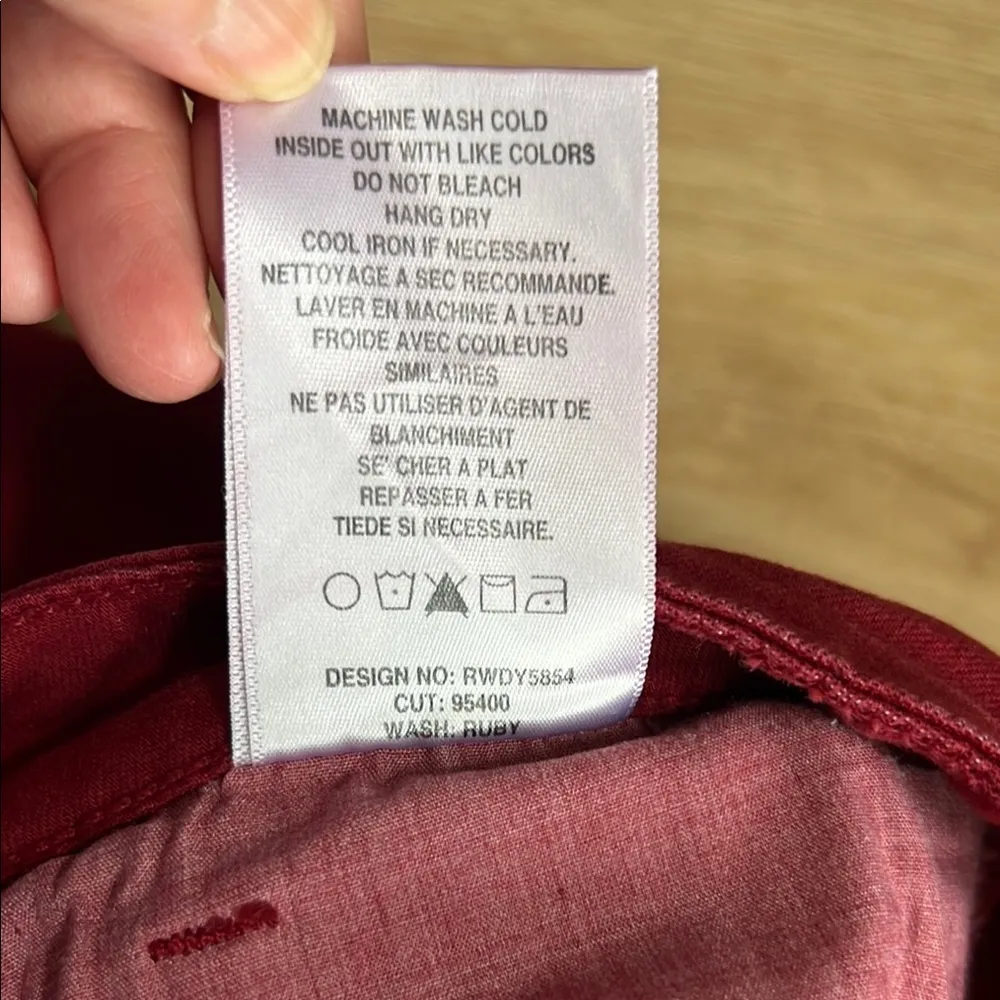 MACHINE WASH COLD
INSIDE OUT WITH LIKE COLORS
DO NOT BLEACH
HANG DRY
COOL IRON IF NECESSARY.
NETTOYAGE A SEC RECOMMANDE.
LAVER EN MACHINE A L'EAU
FROIDE AVEC COULEURS
SIMILAIRES
NE PAS UTILISER D'AGENT DE
BLANCHIMENT
SE' CHER A PLAT
REPASSER A FER
TIEDE SI NECESSAIRE.
DESIGN NO: RWDY5854
CUT: 95400
WASH: RUBY